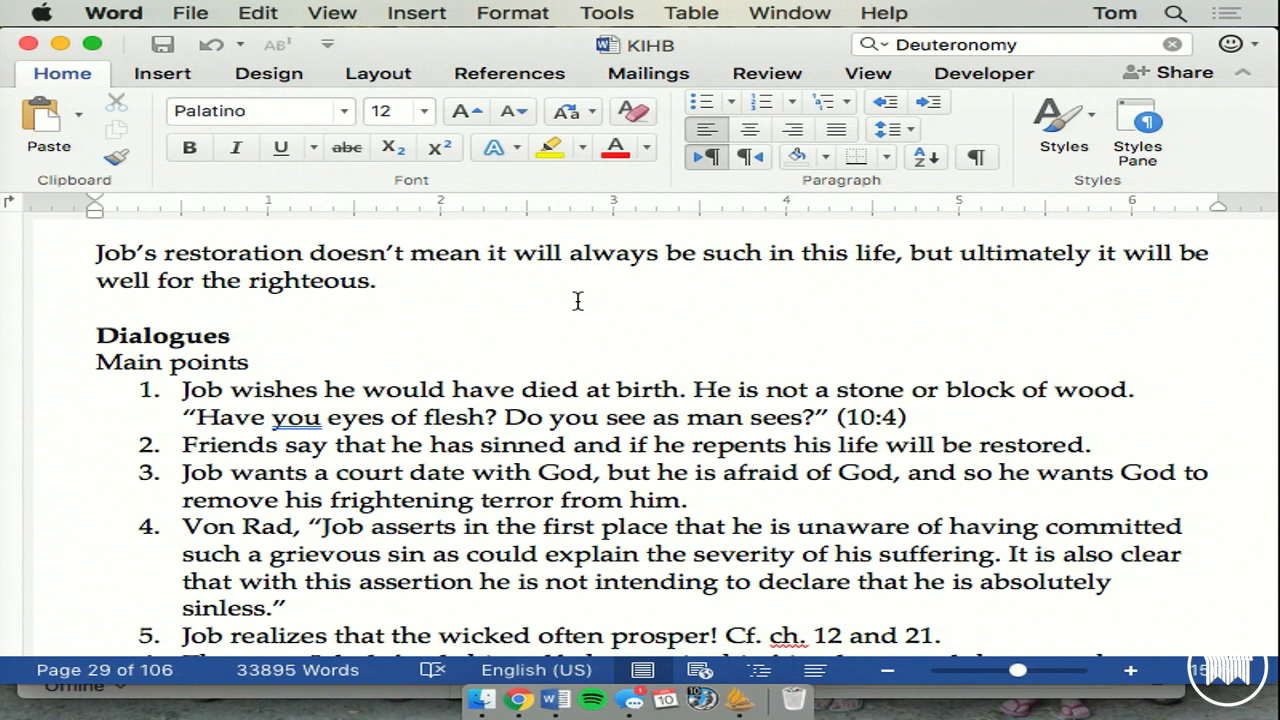 Word File Edit View Insert Format Tools Table Window Help Tom
KIHB
Deuteronomy
Home Insert Design Layout References Mailings Review View Developer Share
Palatino 12
Paste
Styles Styles Pane
Clipboard Font Paragraph Styles
1 2 3 4 5 6
Job’s restoration doesn’t mean it will always be such in this life, but ultimately it will be
well for the righteous.
Dialogues
Main points
1. Job wishes he would have died at birth. He is not a stone or block of wood.
“Have you eyes of flesh? Do you see as man sees?” (10:4)
2. Friends say that he has sinned and if he repents his life will be restored.
3. Job wants a court date with God, but he is afraid of God, and so he wants God to
remove his frightening terror from him.
4. Von Rad, “Job asserts in the first place that he is unaware of having committed
such a grievous sin as could explain the severity of his suffering. It is also clear
that with this assertion he is not intending to declare that he is absolutely
sinless.”
5. Job realizes that the wicked often prosper! Cf. ch. 12 and 21.
Page 29 of 106 33895 Words English (US)
Offline